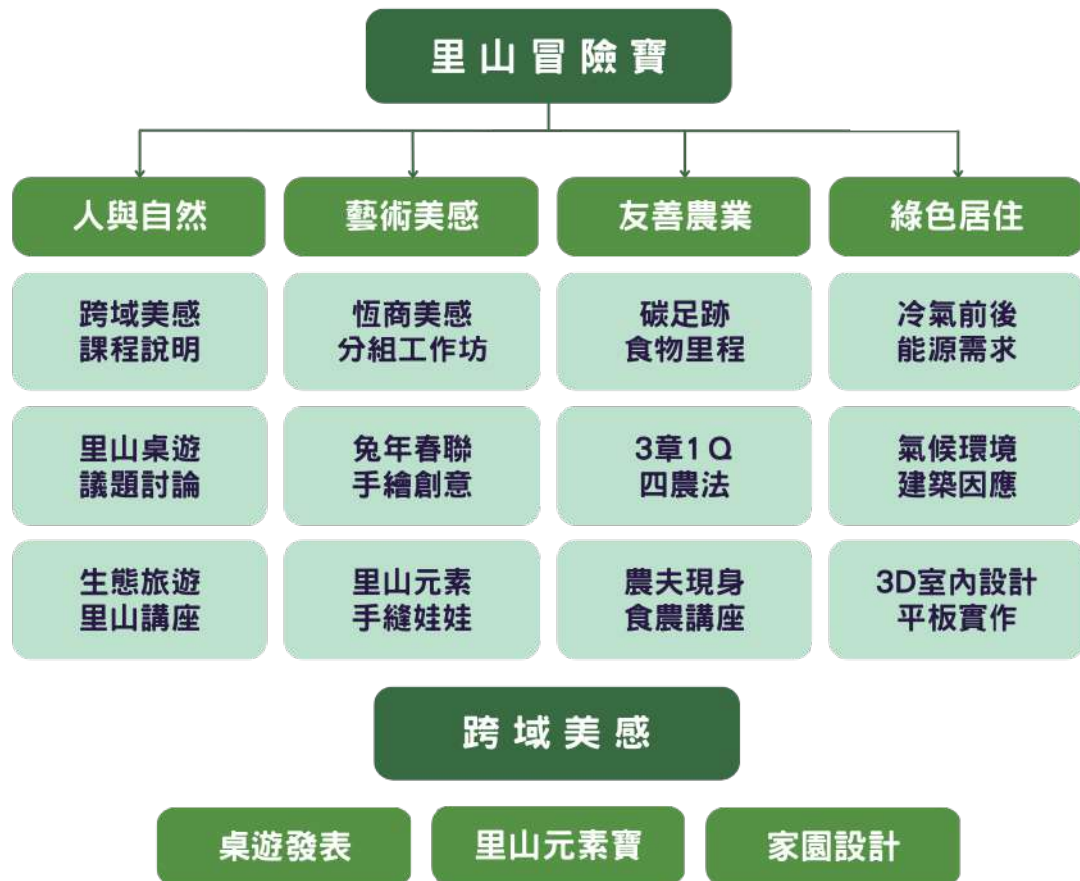 里山冒險寶
人與自然
藝術美感
友善農業
綠色居住
跨域美感
課程說明
恆商美感
分組工作坊
碳足跡
食物里程
冷氣前後
能源需求
里山桌遊
議題討論
兔年春聯
手繪創意
3章1Q
四農法
氣候環境
建築因應
生態旅遊
里山講座
里山元素
手縫娃娃
農夫現身
食農講座
3D室內設計
平板實作
跨域美感
桌遊發表
里山元素寶
家園設計